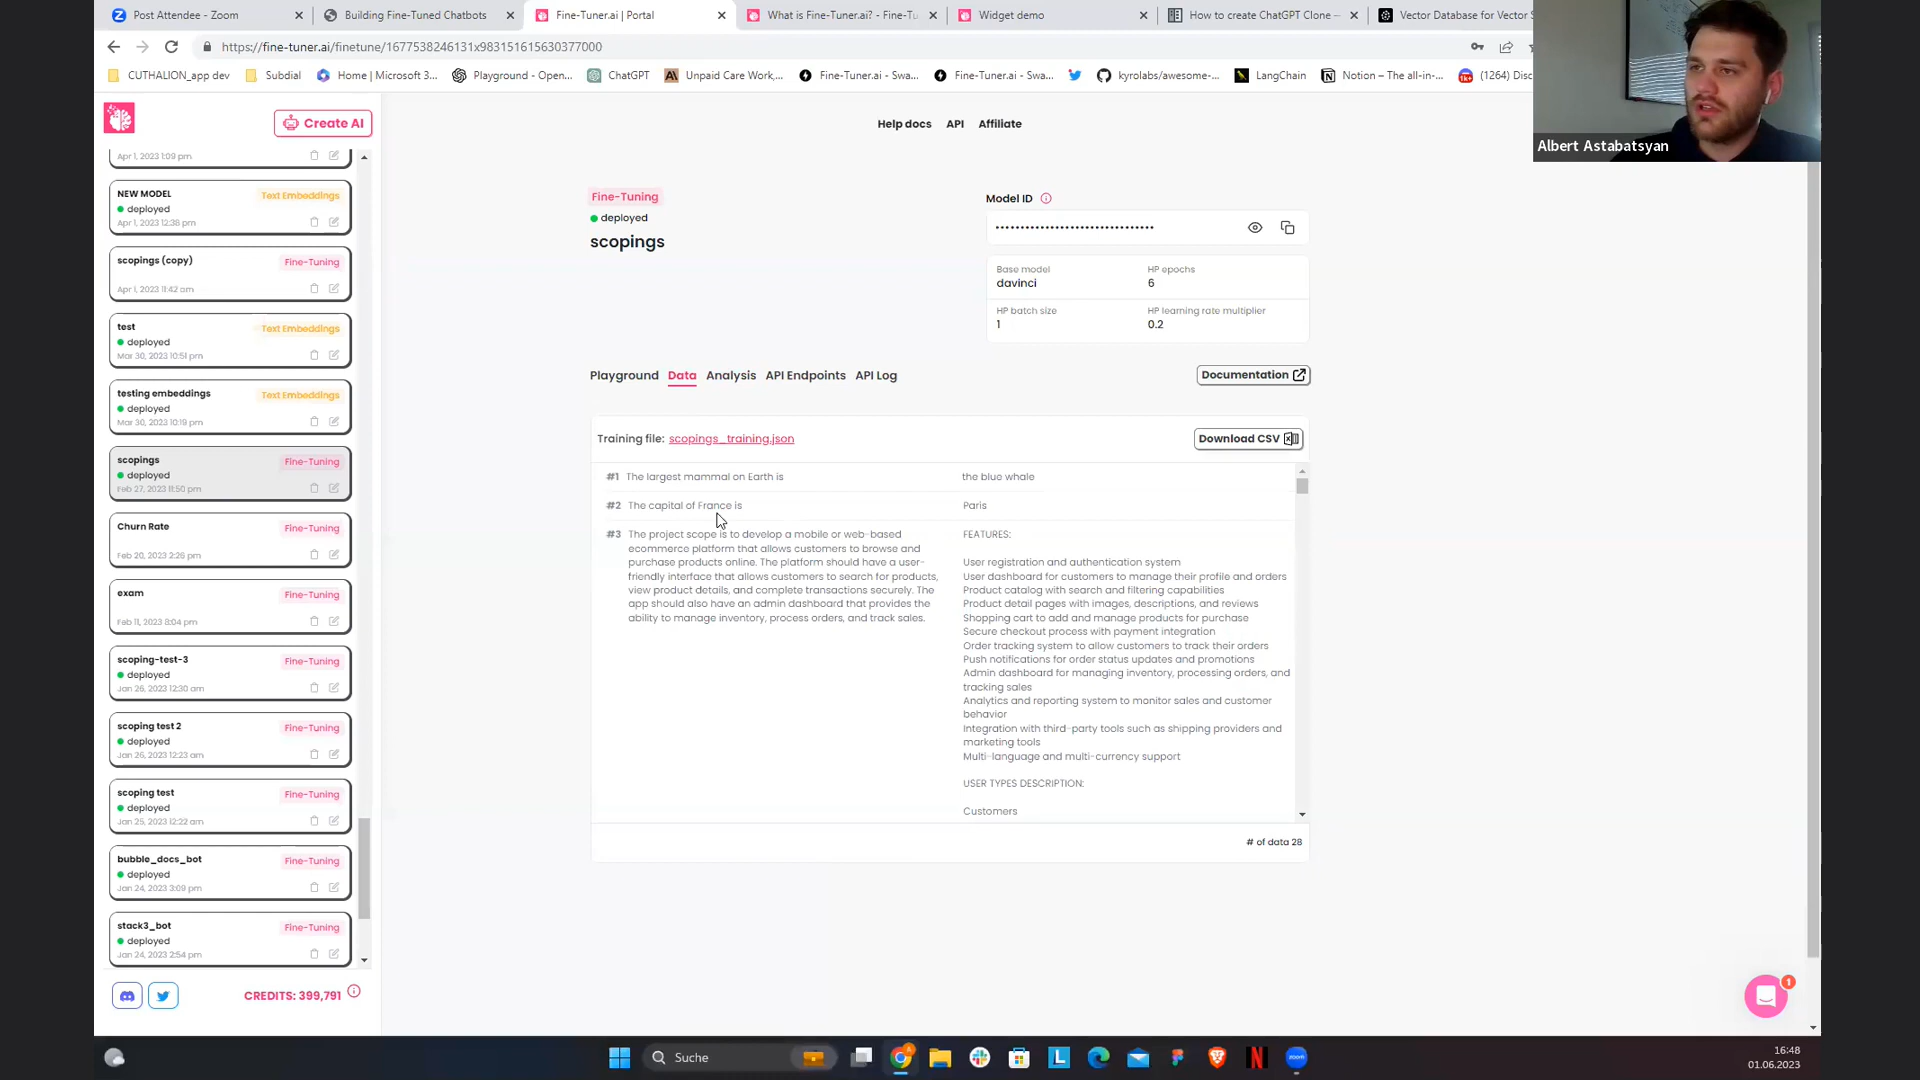 Post Attendee - Zoom
Building Fine-Tuned Chatbots
Fine-Tuner.ai | Portal
What is Fine-Tuner.ai? - Fine-Tu
Widget demo
How to create ChatGPT Clone –
Vector Database for Vector S
https://fine-tuner.ai/finetune/1677538246131x983151615630377000
CUTHALION_app dev
Subdial
Home | Microsoft 3...
Playground - Open...
ChatGPT
Unpaid Care Work,...
Fine-Tuner.ai - Swa...
Fine-Tuner.ai - Swa...
kyrolabs/awesome-...
LangChain
Notion – The all-in-...
(1264) Disc
Albert Astabatsyan
Create AI
Help docs
API
Affiliate
Apr 1, 2023 1:09 pm
NEW MODEL
Text Embeddings
deployed
Apr 1, 2023 12:38 pm
scopings (copy)
Fine-Tuning
Apr 1, 2023 11:42 am
test
Text Embeddings
deployed
Mar 30, 2023 10:51 pm
testing embeddings
Text Embeddings
deployed
Mar 30, 2023 10:19 pm
scopings
Fine-Tuning
deployed
Feb 27, 2023 11:50 pm
Churn Rate
Fine-Tuning
Feb 20, 2023 2:26 pm
exam
Fine-Tuning
Feb 11, 2023 8:04 pm
scoping-test-3
Fine-Tuning
deployed
Jan 26, 2023 12:30 am
scoping test 2
Fine-Tuning
deployed
Jan 26, 2023 12:23 am
scoping test
Fine-Tuning
deployed
Jan 25, 2023 12:22 am
bubble_docs_bot
Fine-Tuning
deployed
Jan 24, 2023 3:09 pm
stack3_bot
Fine-Tuning
deployed
Jan 24, 2023 2:54 pm
CREDITS: 399,791
Fine-Tuning
deployed
scopings
Model ID
Base model
davinci
HP epochs
6
HP batch size
1
HP learning rate multiplier
0.2
Playground
Data
Analysis
API Endpoints
API Log
Documentation
Training file: scopings_training.json
Download CSV
#1 The largest mammal on Earth is
the blue whale
#2 The capital of France is
Paris
#3 The project scope is to develop a mobile or web-based
ecommerce platform that allows customers to browse and
purchase products online. The platform should have a user-
friendly interface that allows customers to search for products,
view product details, and complete transactions securely. The
app should also have an admin dashboard that provides the
ability to manage inventory, process orders, and track sales.
FEATURES:
User registration and authentication system
User dashboard for customers to manage their profile and orders
Product catalog with search and filtering capabilities
Product detail pages with images, descriptions, and reviews
Shopping cart to add and manage products for purchase
Secure checkout process with payment integration
Order tracking system to allow customers to track their orders
Push notifications for order status updates and promotions
Admin dashboard for managing inventory, processing orders, and
tracking sales
Analytics and reporting system to monitor sales and customer
behavior
Integration with third-party tools such as shipping providers and
marketing tools
Multi-language and multi-currency support
USER TYPES DESCRIPTION:
Customers
# of data 28
1
Suche
16:48
01.06.2023